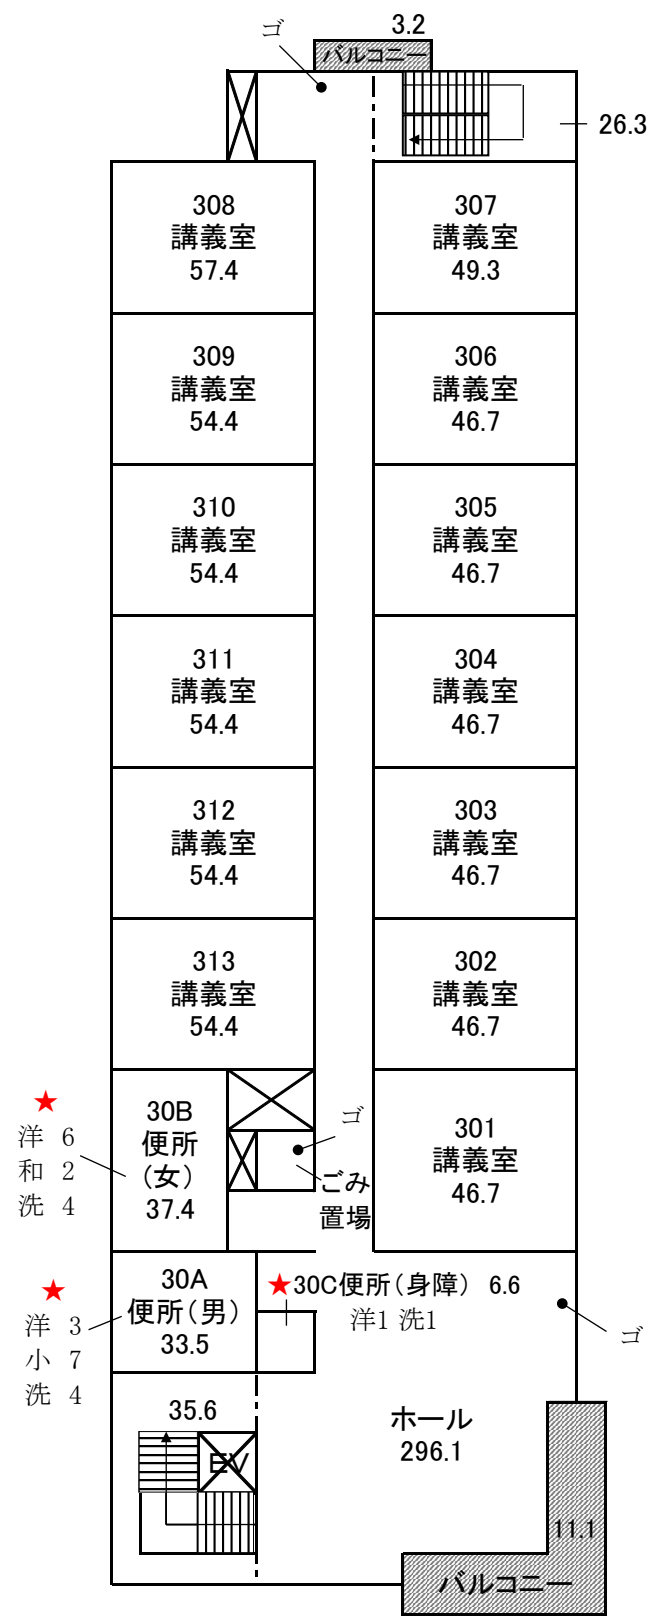 3.2
ゴ
バルコニー
26.3
308
講義室
57.4
307
講義室
49.3
309
講義室
54.4
306
講義室
46.7
310
講義室
54.4
305
講義室
46.7
311
講義室
54.4
304
講義室
46.7
312
講義室
54.4
303
講義室
46.7
313
講義室
54.4
302
講義室
46.7
★
洋 6
和 2
洗 4
30B
便所
(女)
37.4
ゴ
ごみ
置場
301
講義室
46.7
★
洋 3
小 7
洗 4
30A
便所(男)
33.5
★30C便所(身障) 6.6
洋1 洗1
ゴ
35.6
EV
ホール
296.1
11.1
バルコニー